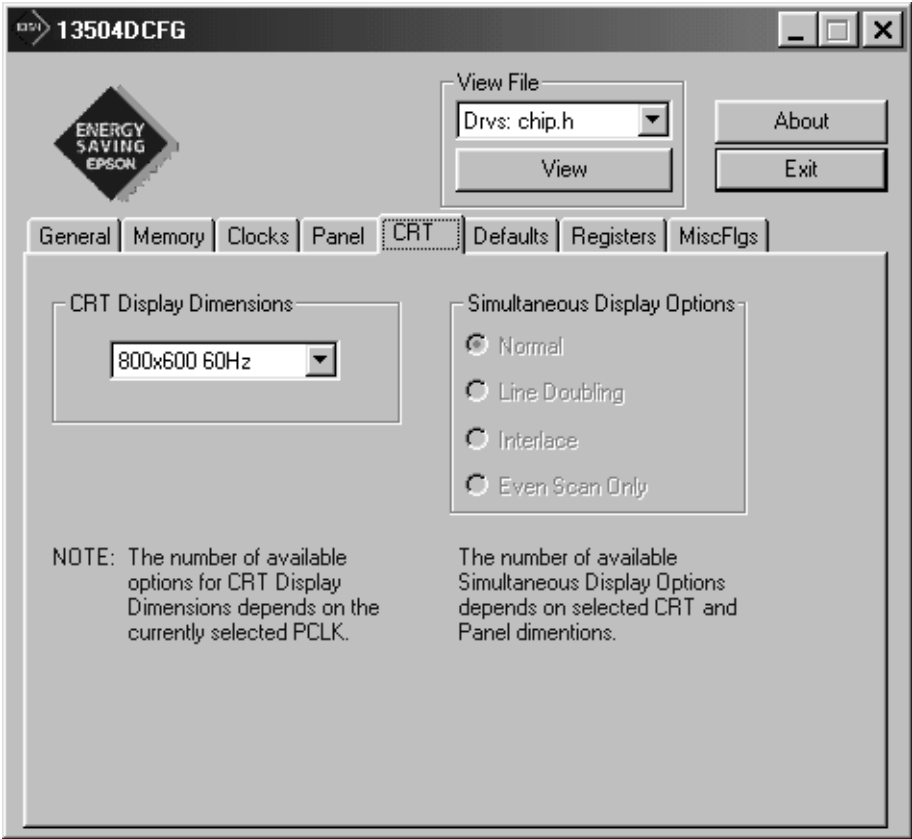 13504DCFG
ENERGY
SAVING
EPSON
View File
Drvs: chip.h
View
About
Exit
General Memory Clocks Panel CRT Defaults Registers MiscFlgs
CRT Display Dimensions
800x600 60Hz
Simultaneous Display Options
Normal
Line Doubling
Interlace
Even Scan Only
NOTE: The number of available
options for CRT Display
Dimensions depends on the
currently selected PCLK.
The number of available
Simultaneous Display Options
depends on selected CRT and
Panel dimentions.